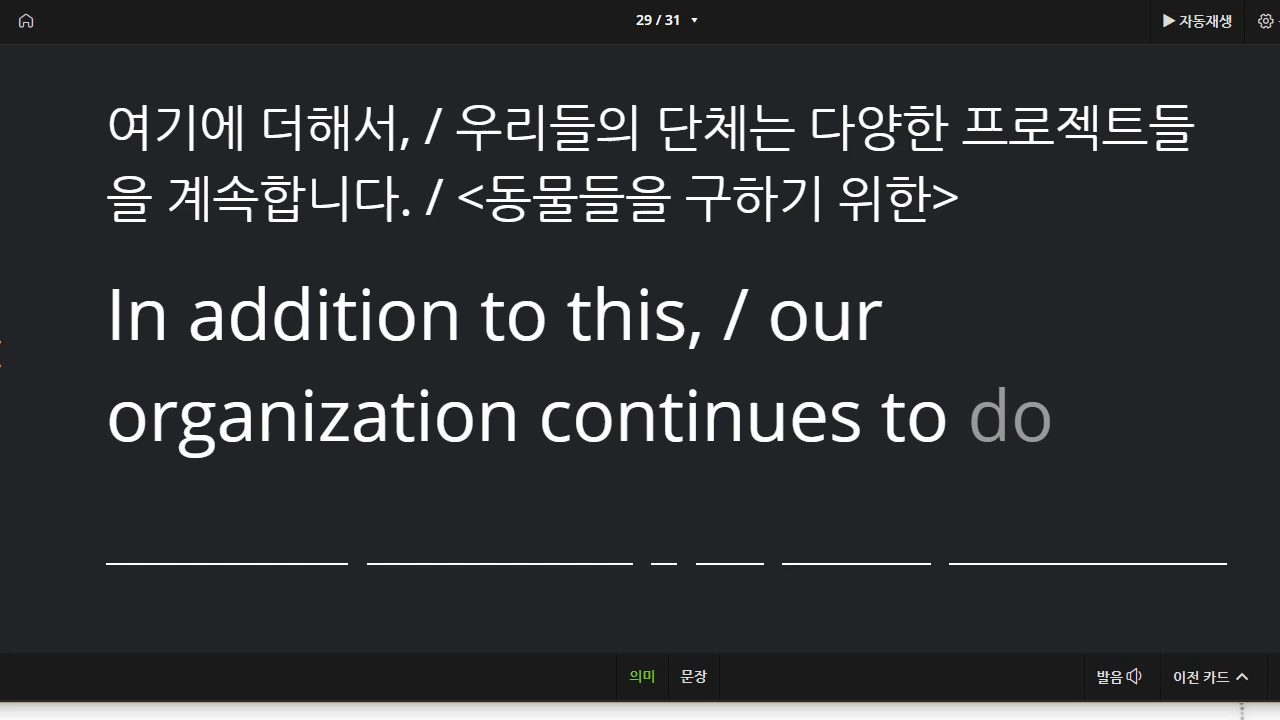 29 / 31 ▼
▶ 자동재생
여기에 더해서, / 우리들의 단체는 다양한 프로젝트들
을 계속합니다. / <동물들을 구하기 위한>
In addition to this, / our
organization continues to do
의미 문장
발음 이전 카드